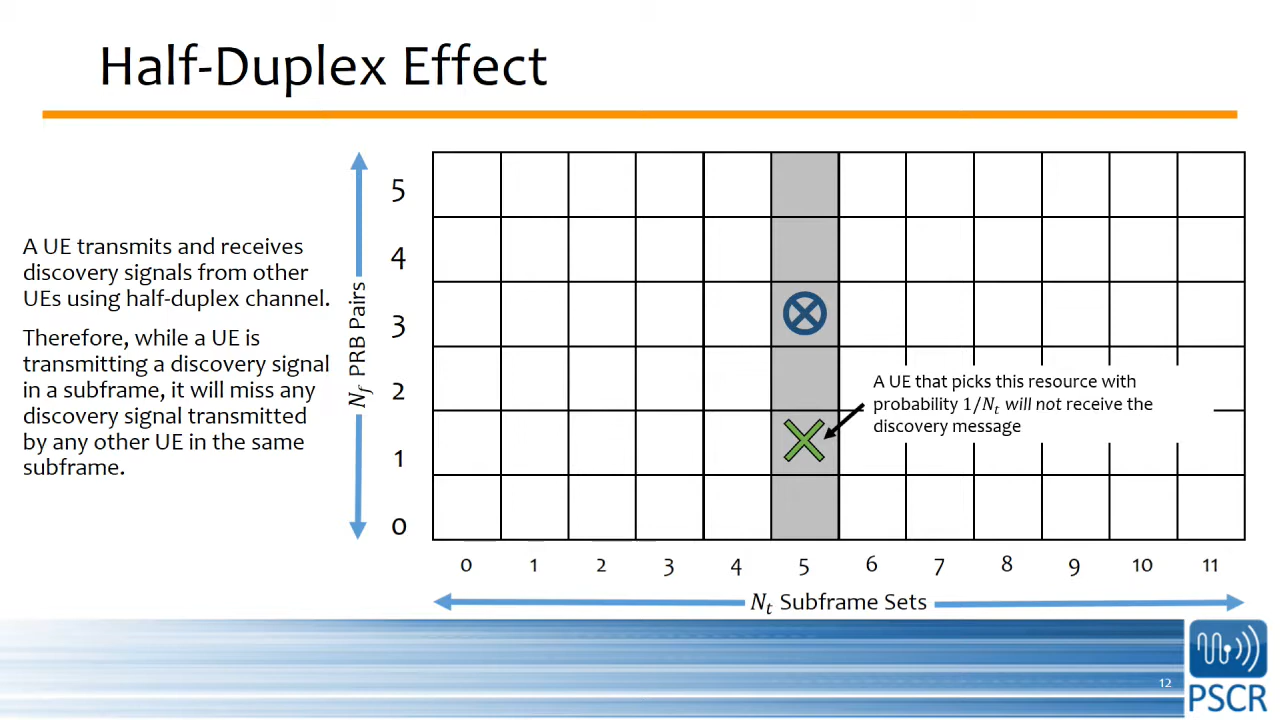 Half-Duplex Effect
A UE transmits and receives
discovery signals from other
UEs using half-duplex channel.
Therefore, while a UE is
transmitting a discovery signal
in a subframe, it will miss any
discovery signal transmitted
by any other UE in the same
subframe.
N_f PRB Pairs
5
4
3
2
1
0
A UE that picks this resource with
probability 1/N_t will not receive the
discovery message
0 1 2 3 4 5 6 7 8 9 10 11
N_t Subframe Sets
12
PSCR